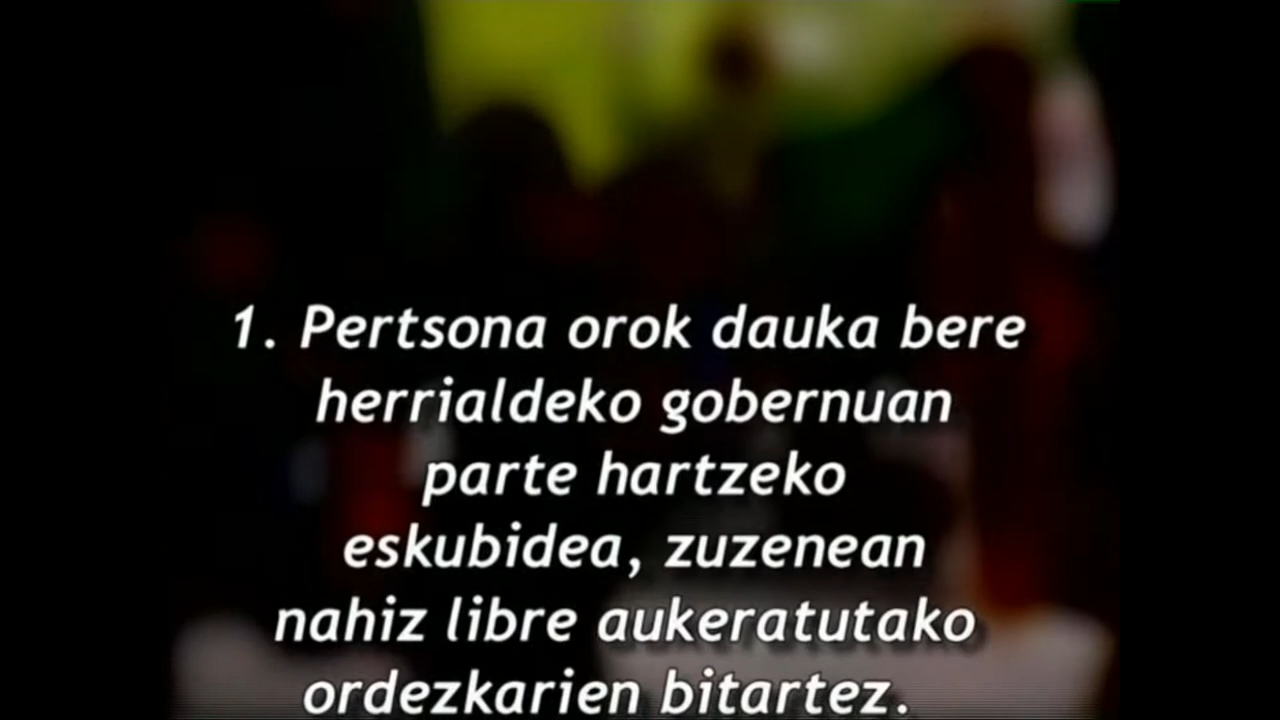 1. Pertsona orok dauka bere
herrialdeko gobernuan
parte hartzeko
eskubidea, zuzenean
nahiz libre aukeratutako
ordezkarien bitartez.